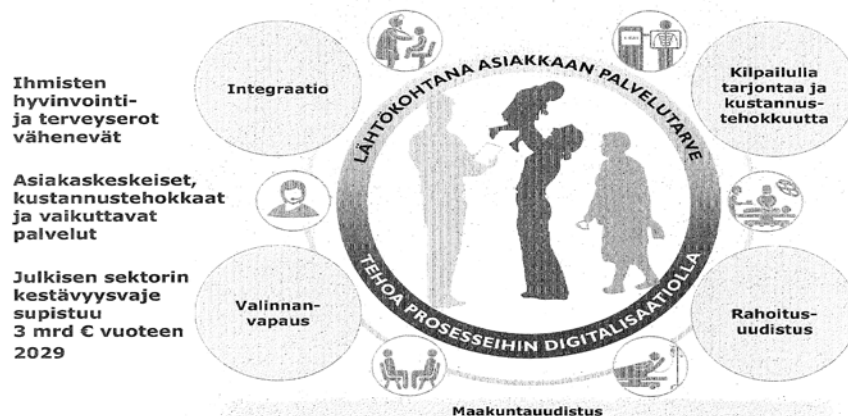 Ihmisten
hyvinvointi-
ja terveyserot
vähenevät
Asiakaskeskeiset,
kustannustehokkaat
ja vaikuttavat
palvelut
Julkisen sektorin
kestävyysvaje
supistuu
3 mrd € vuoteen
2029
Integraatio
LÄHTÖKOHTANA ASIAKKAAN PALVELUTARVE
Kilpailulla
tarjontaa ja
kustannus-
tehokkuutta
Valinnan-
vapaus
TEHOA PROSESSEIHIN DIGITALISAATIOLLA
Rahoitus-
uudistus
Maakuntauudistus